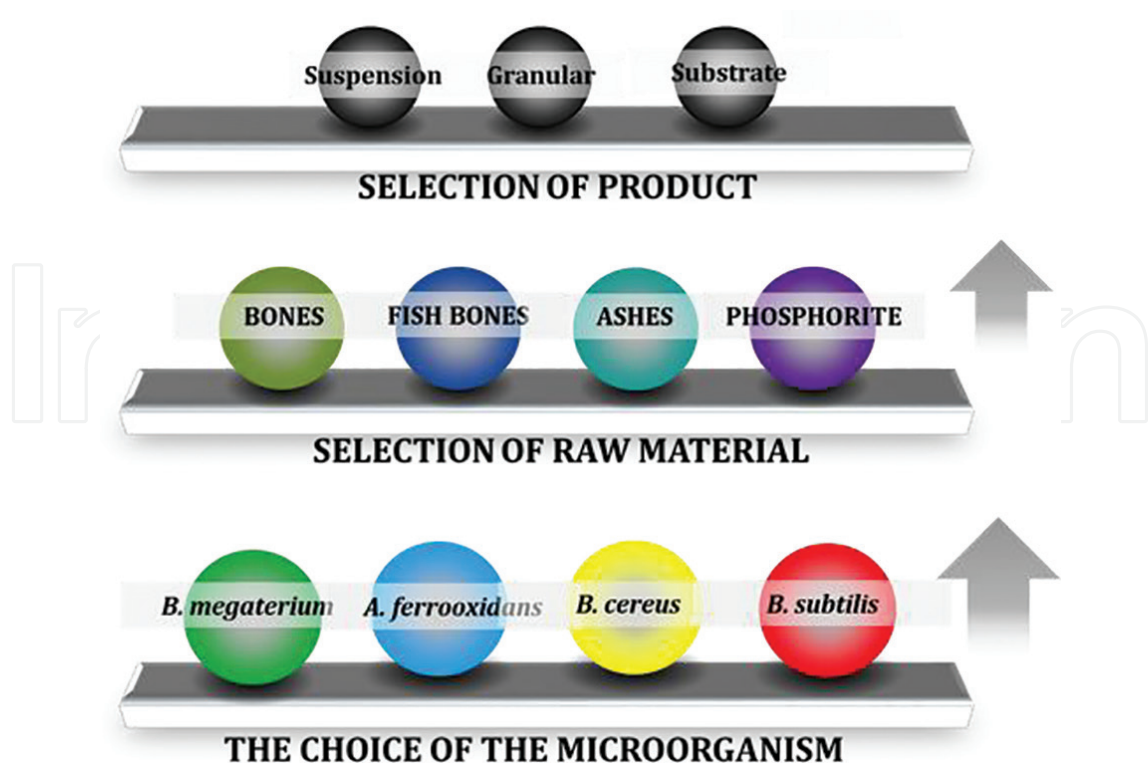 Suspension Granular Substrate
SELECTION OF PRODUCT
BONES FISH BONES ASHES PHOSPHORITE
SELECTION OF RAW MATERIAL
B. megaterium A. ferrooxidans B. cereus B. subtilis
THE CHOICE OF THE MICROORGANISM